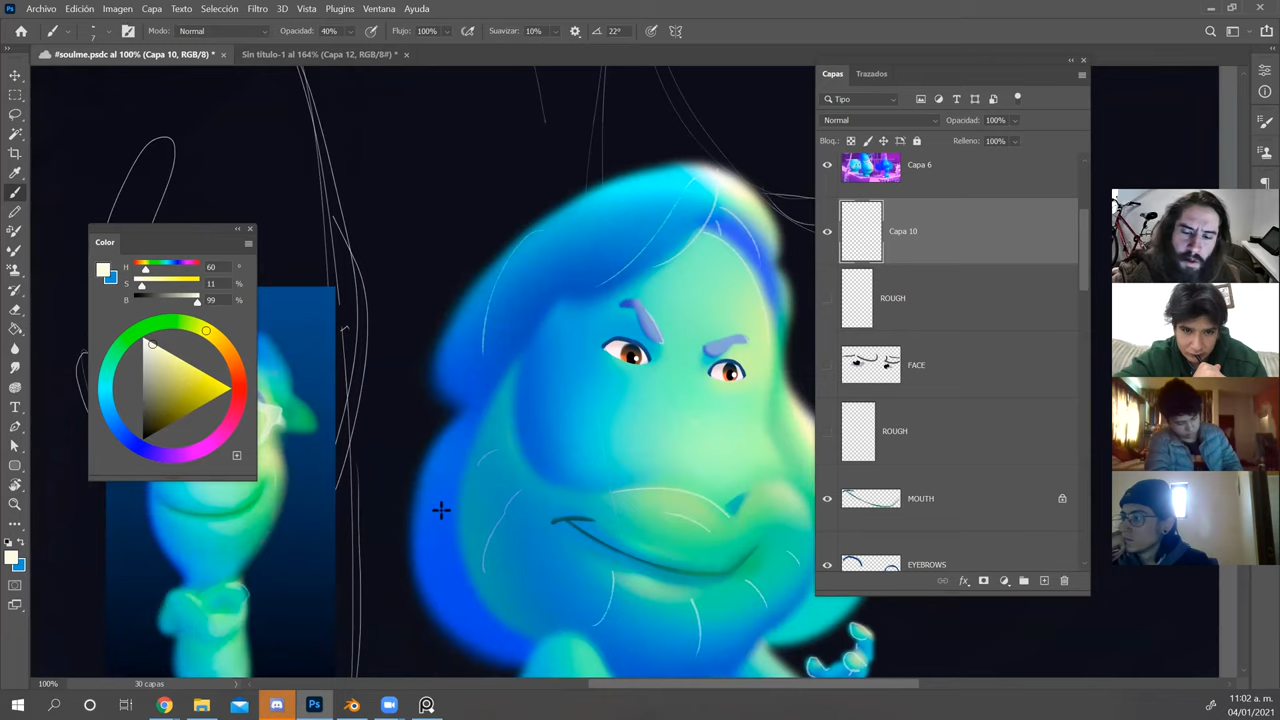 Archivo Edición Imagen Capa Texto Selección Filtro 3D Vista Plugins Ventana Ayuda
7 Modo: Normal Opacidad: 40% Flujo: 100% Suavizar: 10% 22°
#soulme.psdc al 100% (Capa 10, RGB/8) * × Sin título-1 al 164% (Capa 12, RGB/8#) * ×
Capas Trazados
Tipo
Normal Opacidad: 100%
Bloq.: Relleno: 100%
Capa 6
Capa 10
ROUGH
FACE
ROUGH
MOUTH
EYEBROWS
Color
H 60 °
S 11 %
B 99 %
100% 30 capas
11:02 a. m.
04/01/2021